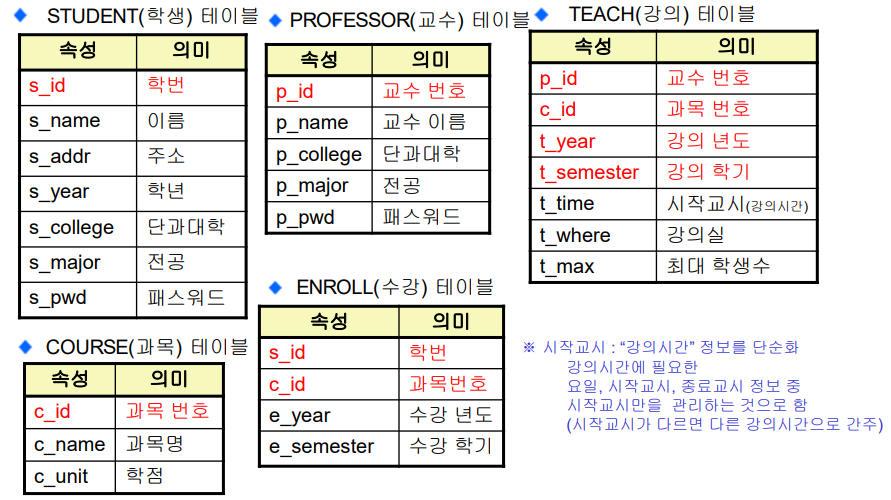 STUDENT(학생) 테이블
속성 의미
s_id 학번
s_name 이름
s_addr 주소
s_year 학년
s_college 단과대학
s_major 전공
s_pwd 패스워드
PROFESSOR(교수) 테이블
속성 의미
p_id 교수 번호
p_name 교수 이름
p_college 단과대학
p_major 전공
p_pwd 패스워드
TEACH(강의) 테이블
속성 의미
p_id 교수 번호
c_id 과목 번호
t_year 강의 년도
t_semester 강의 학기
t_time 시작교시(강의시간)
t_where 강의실
t_max 최대 학생수
COURSE(과목) 테이블
속성 의미
c_id 과목 번호
c_name 과목명
c_unit 학점
ENROLL(수강) 테이블
속성 의미
s_id 학번
c_id 과목번호
e_year 수강 년도
e_semester 수강 학기
※ 시작교시 : “강의시간” 정보를 단순화
강의시간에 필요한
요일, 시작교시, 종료교시 정보 중
시작교시만을 관리하는 것으로 함
(시작교시가 다르면 다른 강의시간으로 간주)